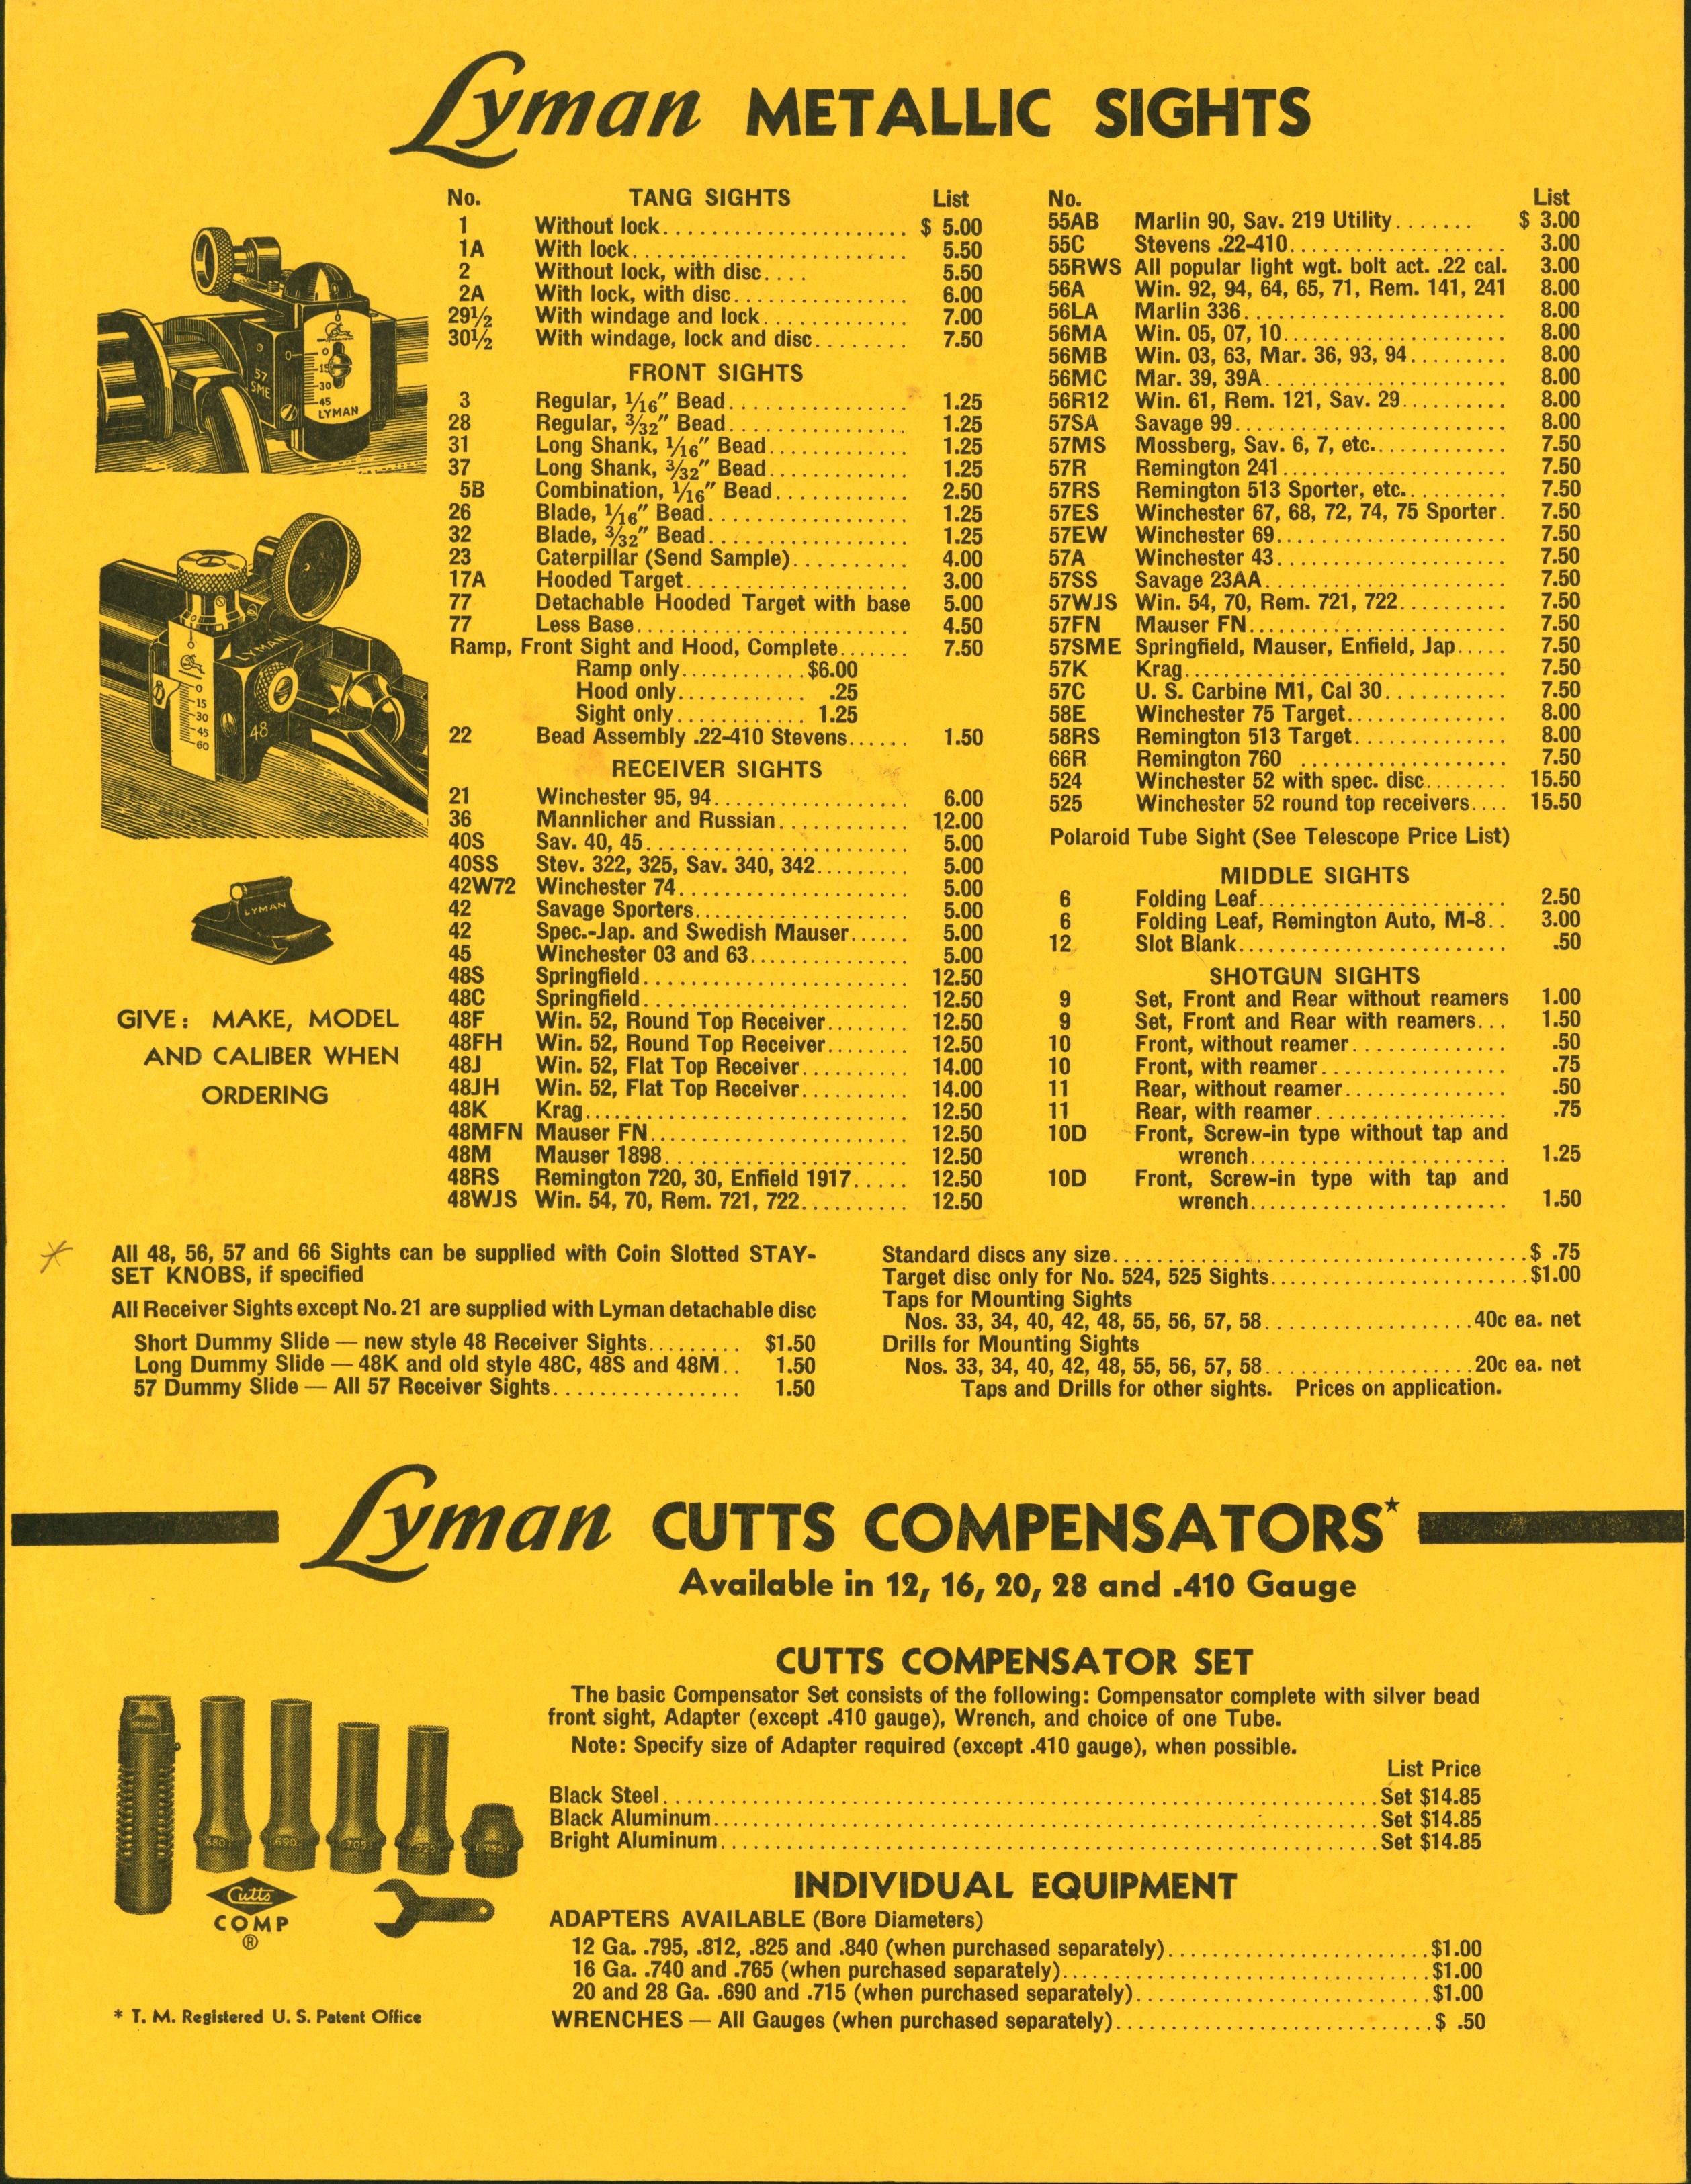 Lyman METALLIC SIGHTS
No. TANG SIGHTS List
1 Without lock $ 5.00
1A With lock 5.50
2 Without lock, with disc 5.50
2A With lock, with disc 6.00
29½ With windage and lock 7.00
30½ With windage, lock and disc 7.50
FRONT SIGHTS
3 Regular, 1/16" Bead 1.25
28 Regular, 3/32" Bead 1.25
31 Long Shank, 1/16" Bead 1.25
37 Long Shank, 3/32" Bead 1.25
5B Combination, 1/16" Bead 2.50
26 Blade, 1/16" Bead 1.25
32 Blade, 3/32" Bead 1.25
23 Caterpillar (Send Sample) 4.00
17A Hooded Target 3.00
77 Detachable Hooded Target with base 5.00
77 Less Base 4.50
Ramp, Front Sight and Hood, Complete 7.50
Ramp only $6.00
Hood only .25
Sight only 1.25
22 Bead Assembly .22-410 Stevens 1.50
RECEIVER SIGHTS
21 Winchester 95, 94 6.00
36 Mannlicher and Russian 12.00
40S Sav. 40, 45 5.00
40SS Stev. 322, 325, Sav. 340, 342 5.00
42W72 Winchester 74 5.00
42 Savage Sporters 5.00
42 Spec.-Jap. and Swedish Mauser 5.00
45 Winchester 03 and 63 5.00
48S Springfield 12.50
48C Springfield 12.50
48F Win. 52, Round Top Receiver 12.50
48FH Win. 52, Round Top Receiver 12.50
48J Win. 52, Flat Top Receiver 14.00
48JH Win. 52, Flat Top Receiver 14.00
48K Krag 12.50
48MFN Mauser FN 12.50
48M Mauser 1898 12.50
48RS Remington 720, 30, Enfield 1917 12.50
48WJS Win. 54, 70, Rem. 721, 722 12.50
No. List
55AB Marlin 90, Sav. 219 Utility $ 3.00
55C Stevens .22-410 3.00
55RWS All popular light wgt. bolt act. .22 cal. 3.00
56A Win. 92, 94, 64, 65, 71, Rem. 141, 241 8.00
56LA Marlin 336 8.00
56MA Win. 05, 07, 10 8.00
56MB Win. 03, 63, Mar. 36, 93, 94 8.00
56MC Mar. 39, 39A 8.00
56R12 Win. 61, Rem. 121, Sav. 29 8.00
57SA Savage 99 8.00
57MS Mossberg, Sav. 6, 7, etc. 7.50
57R Remington 241 7.50
57RS Remington 513 Sporter, etc. 7.50
57ES Winchester 67, 68, 72, 74, 75 Sporter. 7.50
57EW Winchester 69 7.50
57A Winchester 43 7.50
57SS Savage 23AA 7.50
57WJS Win. 54, 70, Rem. 721, 722 7.50
57FN Mauser FN 7.50
57SME Springfield, Mauser, Enfield, Jap. 7.50
57K Krag 7.50
57C U. S. Carbine M1, Cal 30 7.50
58E Winchester 75 Target 8.00
58RS Remington 513 Target 8.00
66R Remington 760 7.50
524 Winchester 52 with spec. disc 15.50
525 Winchester 52 round top receivers 15.50
Polaroid Tube Sight (See Telescope Price List)
MIDDLE SIGHTS
6 Folding Leaf 2.50
6 Folding Leaf, Remington Auto, M-8 3.00
12 Slot Blank .50
SHOTGUN SIGHTS
9 Set, Front and Rear without reamers 1.00
9 Set, Front and Rear with reamers 1.50
10 Front, without reamer .50
10 Front, with reamer .75
11 Rear, without reamer .50
11 Rear, with reamer .75
10D Front, Screw-in type without tap and
wrench 1.25
10D Front, Screw-in type with tap and
wrench 1.50
57
SME
0
0
15
30
45
LYMAN
LYMAN
0
15
30
45
60
48
LYMAN
GIVE: MAKE, MODEL
AND CALIBER WHEN
ORDERING
All 48, 56, 57 and 66 Sights can be supplied with Coin Slotted STAY-
SET KNOBS, if specified
All Receiver Sights except No. 21 are supplied with Lyman detachable disc
Short Dummy Slide — new style 48 Receiver Sights $1.50
Long Dummy Slide — 48K and old style 48C, 48S and 48M 1.50
57 Dummy Slide — All 57 Receiver Sights 1.50
Standard discs any size $ .75
Target disc only for No. 524, 525 Sights $1.00
Taps for Mounting Sights
Nos. 33, 34, 40, 42, 48, 55, 56, 57, 58 40c ea. net
Drills for Mounting Sights
Nos. 33, 34, 40, 42, 48, 55, 56, 57, 58 20c ea. net
Taps and Drills for other sights. Prices on application.
Lyman CUTTS COMPENSATORS*
Available in 12, 16, 20, 28 and .410 Gauge
CUTTS COMPENSATOR SET
The basic Compensator Set consists of the following: Compensator complete with silver bead
front sight, Adapter (except .410 gauge), Wrench, and choice of one Tube.
Note: Specify size of Adapter required (except .410 gauge), when possible.
List Price
Black Steel Set $14.85
Black Aluminum Set $14.85
Bright Aluminum Set $14.85
INDIVIDUAL EQUIPMENT
ADAPTERS AVAILABLE (Bore Diameters)
12 Ga. .795, .812, .825 and .840 (when purchased separately) $1.00
16 Ga. .740 and .765 (when purchased separately) $1.00
20 and 28 Ga. .690 and .715 (when purchased separately) $1.00
WRENCHES — All Gauges (when purchased separately) $ .50
SPREADER
.680 .690 .705 .725
Cutts
COMP
®
* T. M. Registered U. S. Patent Office